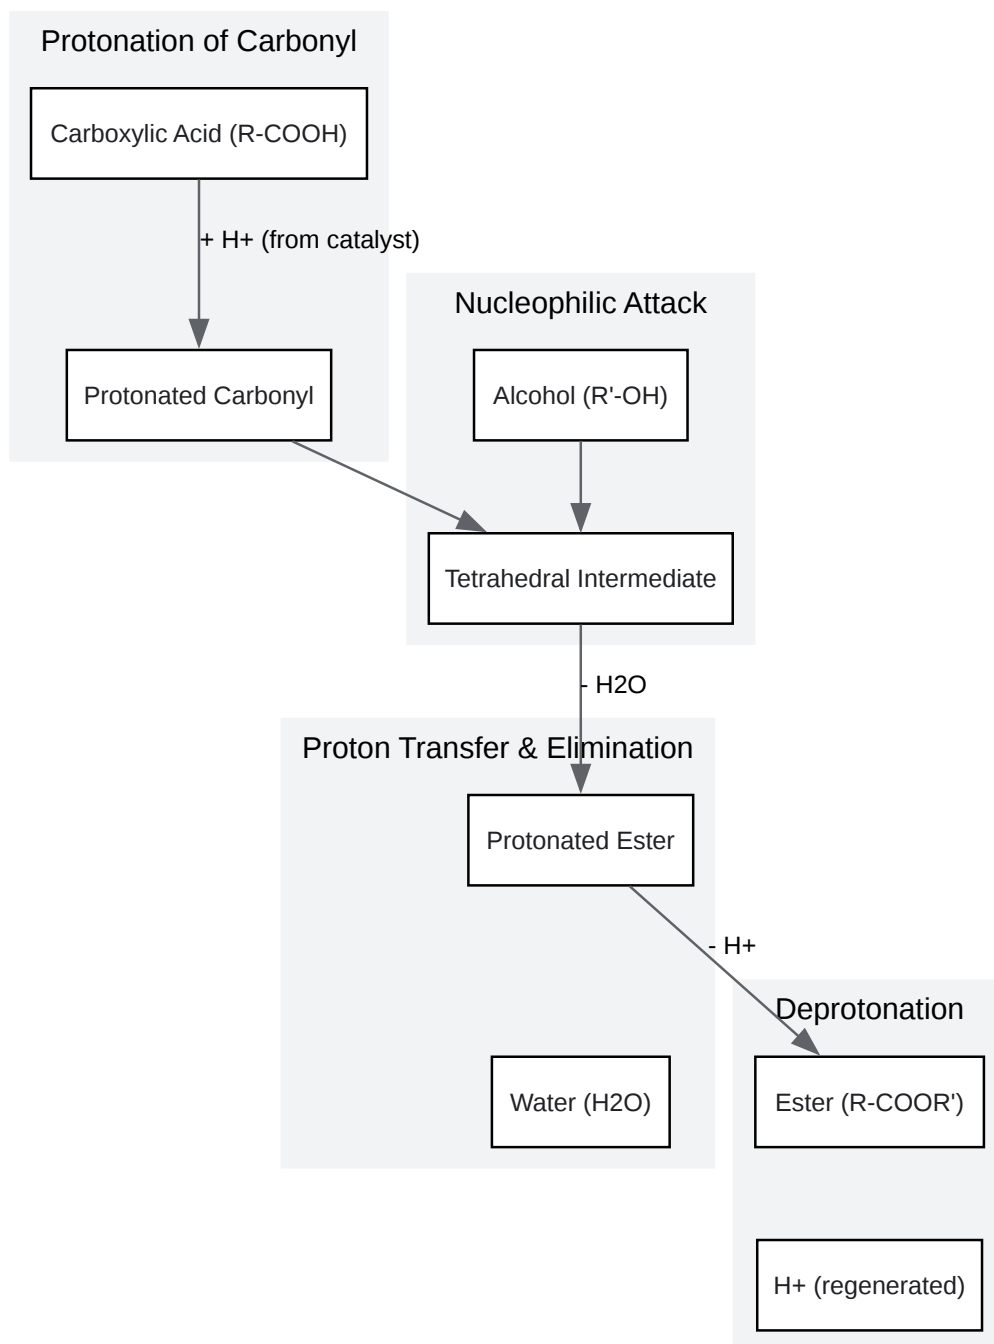 Protonation of Carbonyl
Carboxylic Acid (R-COOH)
+ H+ (from catalyst)
Nucleophilic Attack
Protonated Carbonyl
Alcohol (R'-OH)
Tetrahedral Intermediate
- H2O
Proton Transfer & Elimination
Protonated Ester
- H+
Deprotonation
Water (H2O)
Ester (R-COOR')
H+ (regenerated)